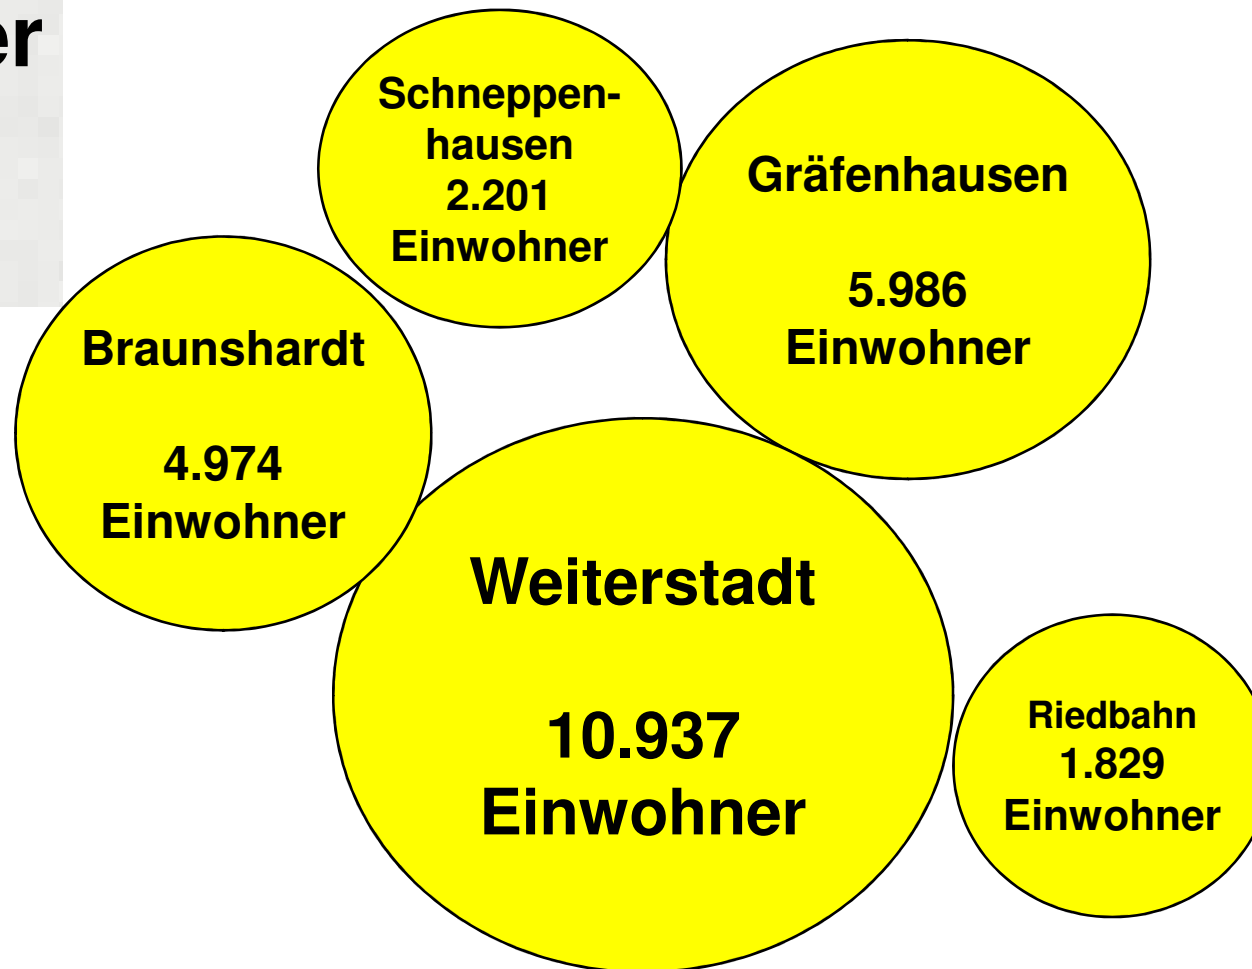 er
Schneppen-
hausen
2.201
Einwohner
Gräfenhausen
5.986
Einwohner
Braunshardt
4.974
Einwohner
Weiterstadt
10.937
Einwohner
Riedbahn
1.829
Einwohner